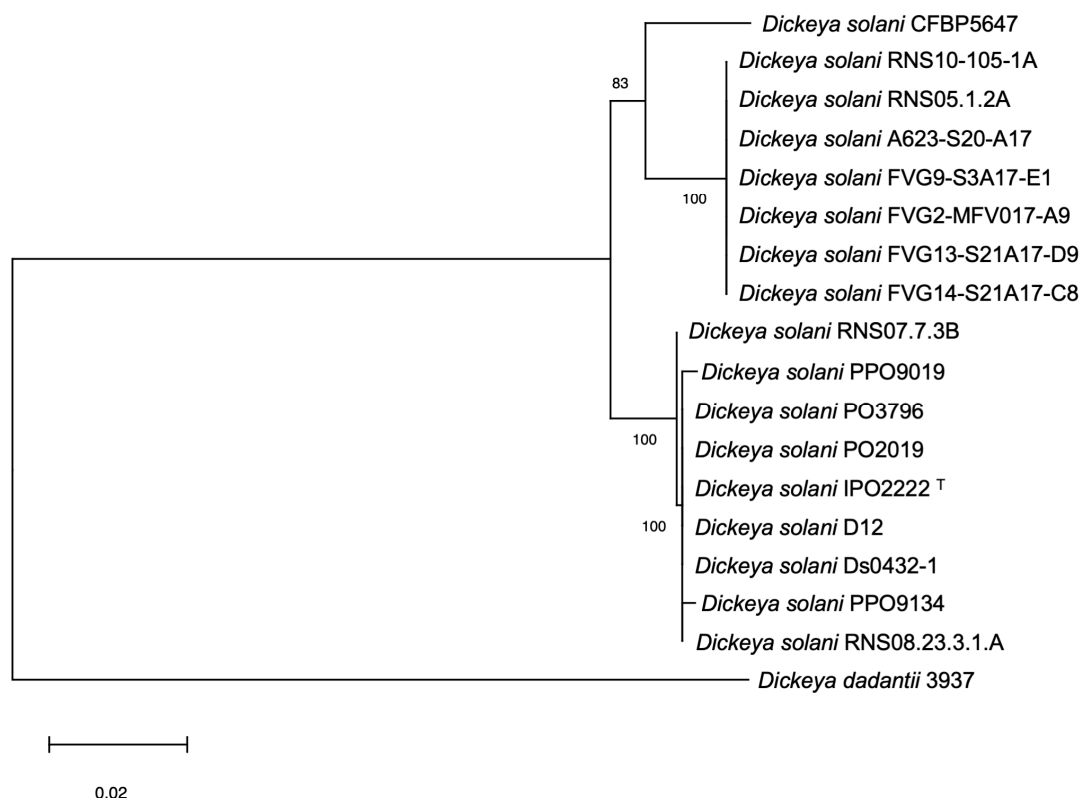 Dickeya solani CFBP5647
Dickeya solani RNS10-105-1A
83
Dickeya solani RNS05.1.2A
Dickeya solani A623-S20-A17
Dickeya solani FVG9-S3A17-E1
100
Dickeya solani FVG2-MFV017-A9
Dickeya solani FVG13-S21A17-D9
Dickeya solani FVG14-S21A17-C8
Dickeya solani RNS07.7.3B
Dickeya solani PPO9019
Dickeya solani PO3796
100
Dickeya solani PO2019
Dickeya solani IPO2222 T
100
Dickeya solani D12
Dickeya solani Ds0432-1
Dickeya solani PPO9134
Dickeya solani RNS08.23.3.1.A
Dickeya dadantii 3937
0.02